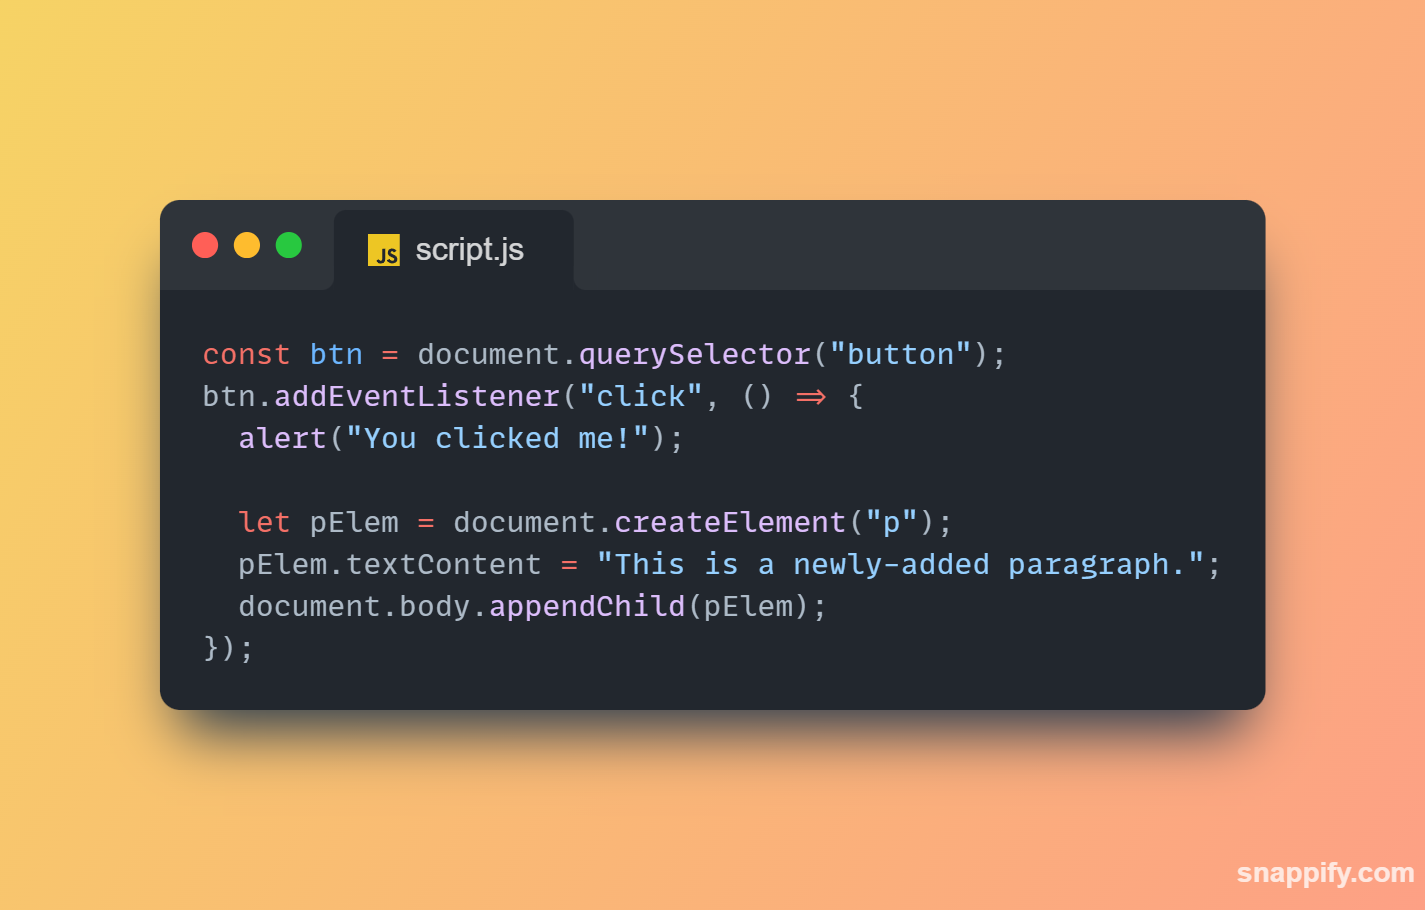 JS script.js
const btn = document.querySelector("button");
btn.addEventListener("click", () => {
  alert("You clicked me!");

  let pElem = document.createElement("p");
  pElem.textContent = "This is a newly-added paragraph.";
  document.body.appendChild(pElem);
});
snappify.com